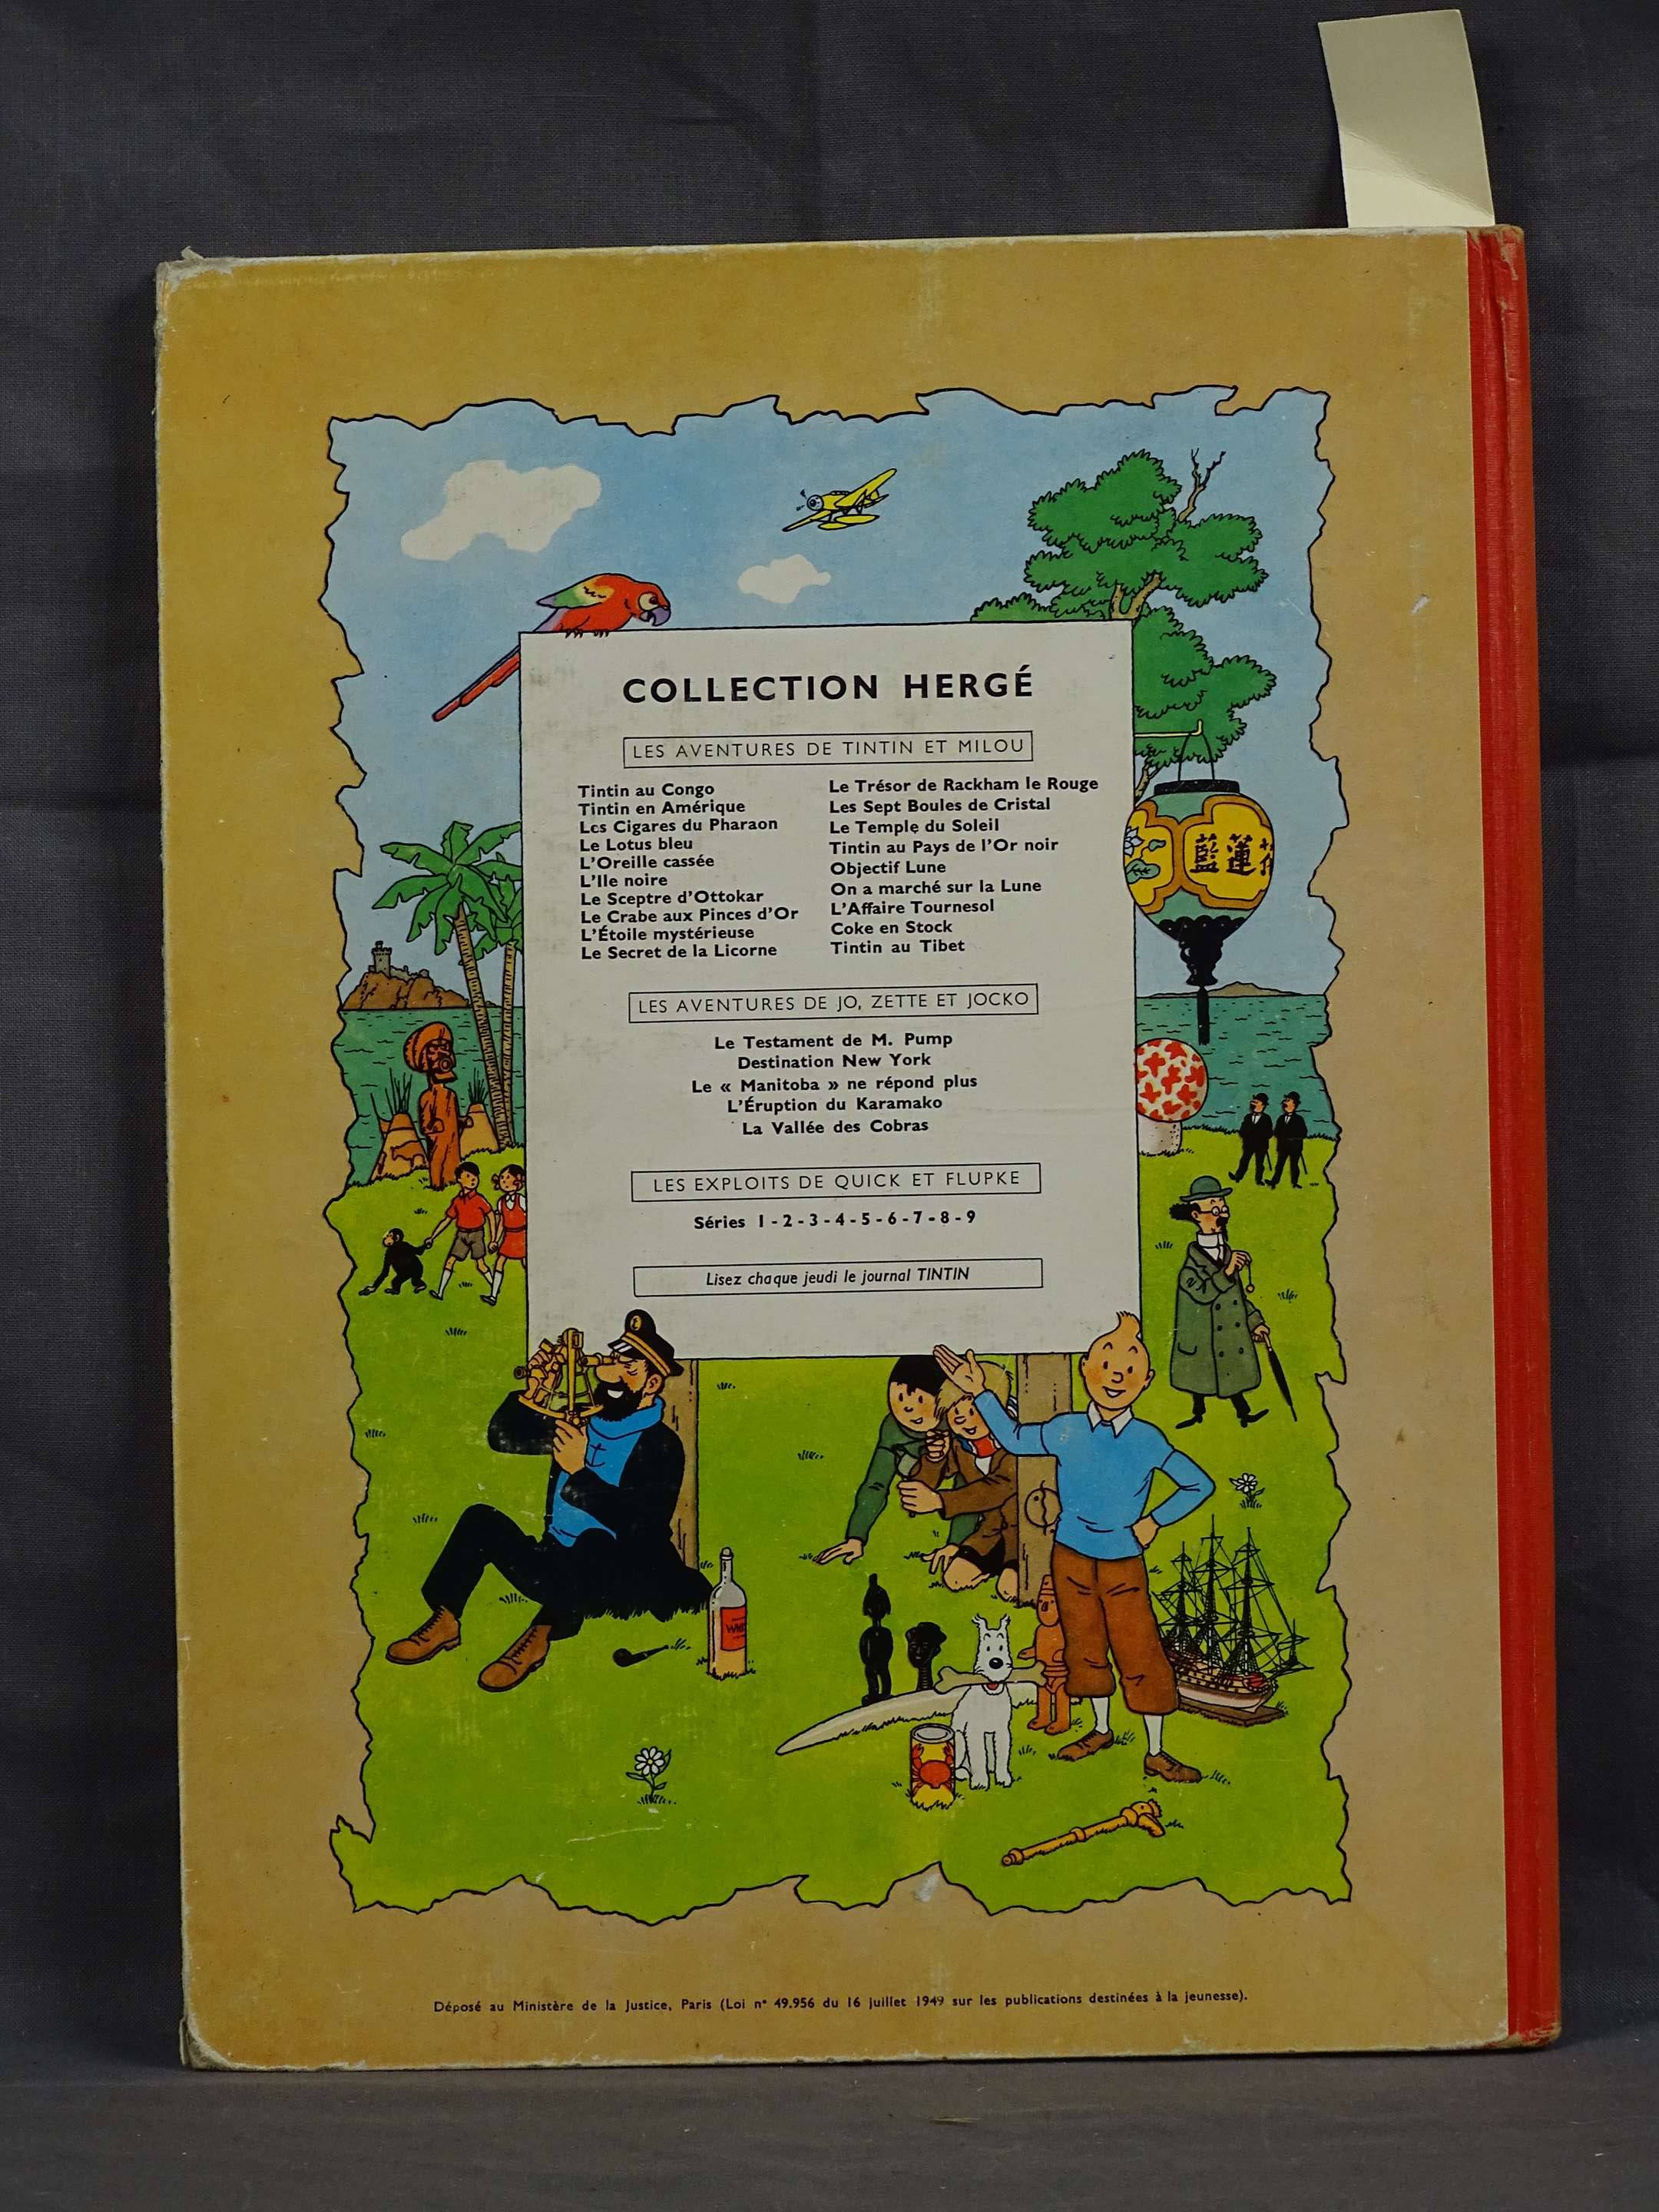 COLLECTION HERGÉ
LES AVENTURES DE TINTIN ET MILOU
Tintin au Congo
Tintin en Amérique
Les Cigares du Pharaon
Le Lotus bleu
L'Oreille cassée
L'Ile noire
Le Sceptre d'Ottokar
Le Crabe aux Pinces d'Or
L'Étoile mystérieuse
Le Secret de la Licorne
Le Trésor de Rackham le Rouge
Les Sept Boules de Cristal
Le Temple du Soleil
Tintin au Pays de l'Or noir
Objectif Lune
On a marché sur la Lune
L'Affaire Tournesol
Coke en Stock
Tintin au Tibet
藍蓮
LES AVENTURES DE JO, ZETTE ET JOCKO
Le Testament de M. Pump
Destination New York
Le « Manitoba » ne répond plus
L'Éruption du Karamako
La Vallée des Cobras
LES EXPLOITS DE QUICK ET FLUPKE
Séries 1 - 2 - 3 - 4 - 5 - 6 - 7 - 8 - 9
Lisez chaque jeudi le journal TINTIN
Déposé au Ministère de la Justice, Paris (Loi n° 49.956 du 16 juillet 1949 sur les publications destinées à la jeunesse).